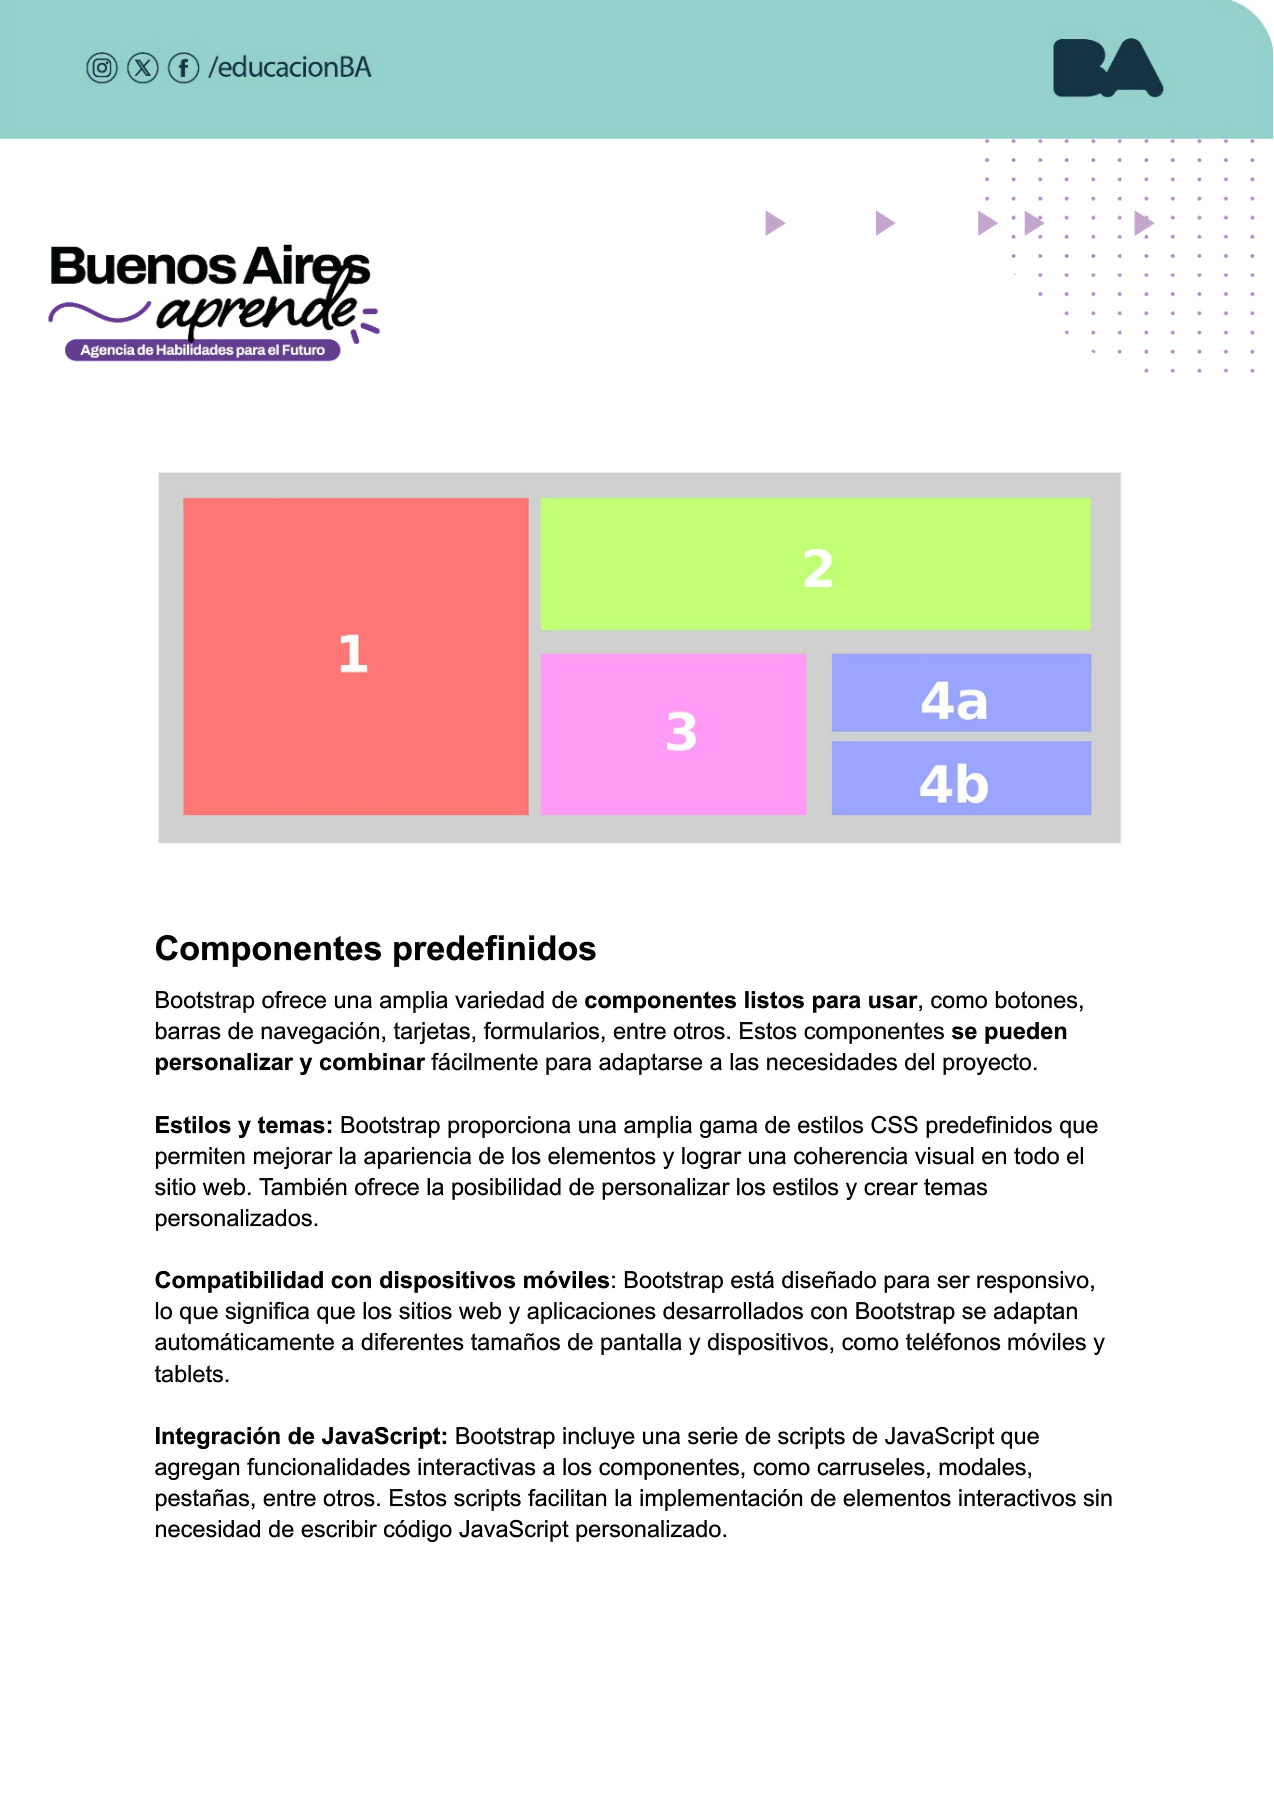 /educacionBA
BA
Buenos Aires
aprende
Agencia de Habilidades para el Futuro
1
2
3
4a
4b
Componentes predefinidos
Bootstrap ofrece una amplia variedad de componentes listos para usar, como botones,
barras de navegación, tarjetas, formularios, entre otros. Estos componentes se pueden
personalizar y combinar fácilmente para adaptarse a las necesidades del proyecto.
Estilos y temas: Bootstrap proporciona una amplia gama de estilos CSS predefinidos que
permiten mejorar la apariencia de los elementos y lograr una coherencia visual en todo el
sitio web. También ofrece la posibilidad de personalizar los estilos y crear temas
personalizados.
Compatibilidad con dispositivos móviles: Bootstrap está diseñado para ser responsivo,
lo que significa que los sitios web y aplicaciones desarrollados con Bootstrap se adaptan
automáticamente a diferentes tamaños de pantalla y dispositivos, como teléfonos móviles y
tablets.
Integración de JavaScript: Bootstrap incluye una serie de scripts de JavaScript que
agregan funcionalidades interactivas a los componentes, como carruseles, modales,
pestañas, entre otros. Estos scripts facilitan la implementación de elementos interactivos sin
necesidad de escribir código JavaScript personalizado.